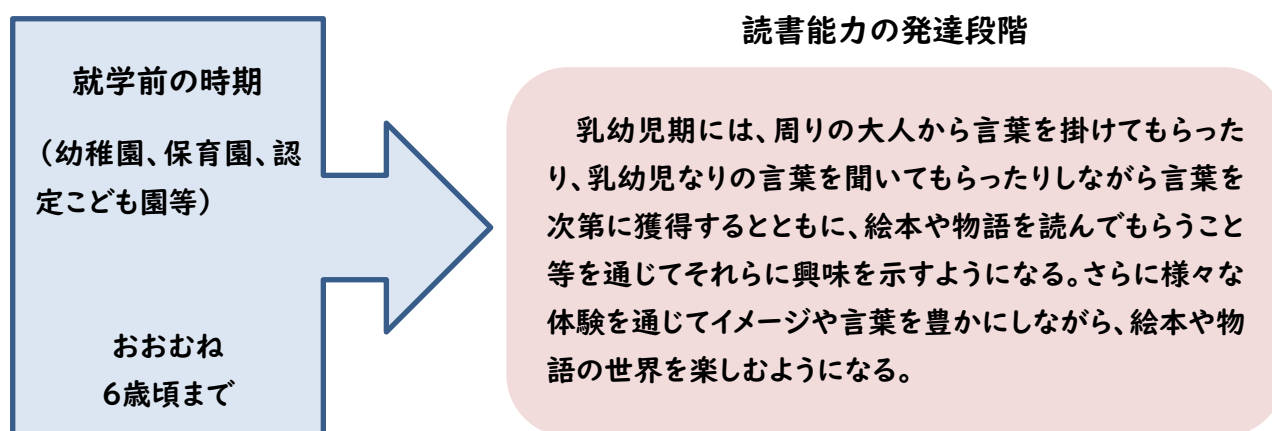 読書能力の発達段階
就学前の時期
（幼稚園、保育園、認
定こども園等）
おおむね
6歳頃まで
乳幼児期には、周りの大人から言葉を掛けてもらった
り、乳幼児なりの言葉を聞いてもらったりしながら言葉を
次第に獲得するとともに、絵本や物語を読んでもらうこと
等を通じてそれらに興味を示すようになる。さらに様々な
体験を通じてイメージや言葉を豊かにしながら、絵本や物
語の世界を楽しむようになる。